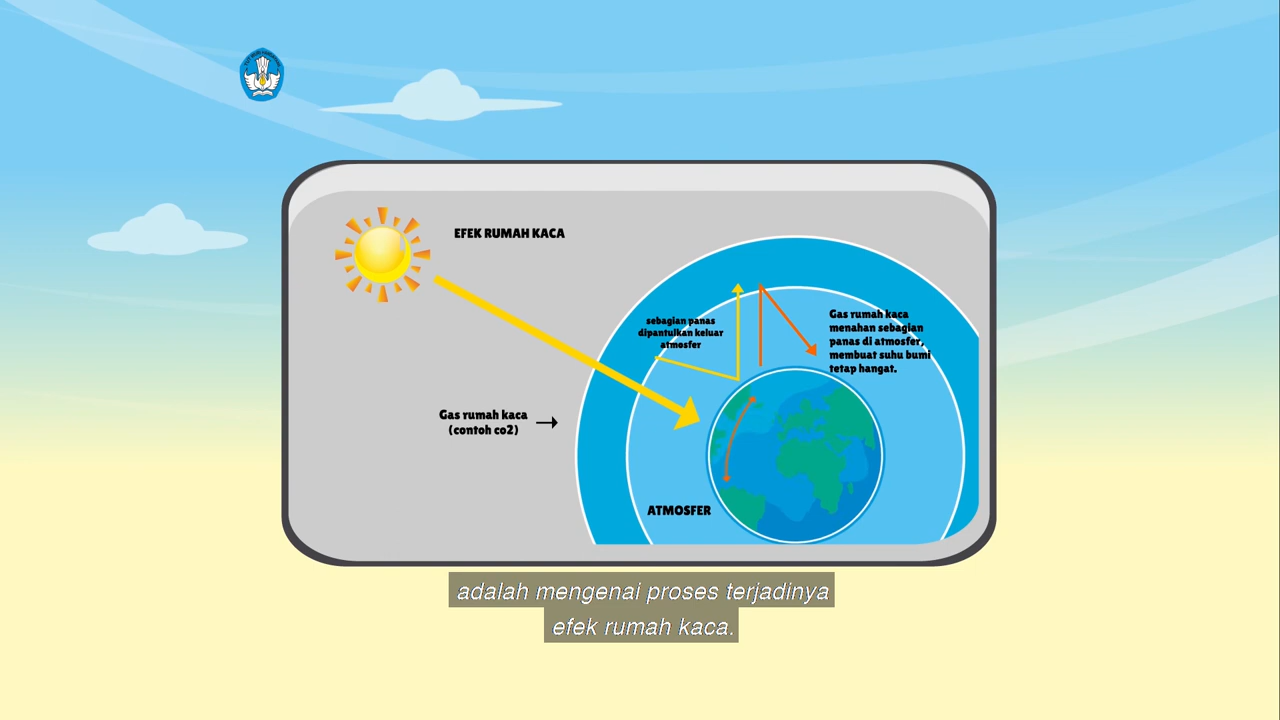 EFEK RUMAH KACA
sebagian panas
dipantulkan keluar
atmosfer
Gas rumah kaca
menahan sebagian
panas di atmosfer,
membuat suhu bumi
tetap hangat.
Gas rumah kaca
(contoh co2)
ATMOSFER
adalah mengenai proses terjadinya
efek rumah kaca.